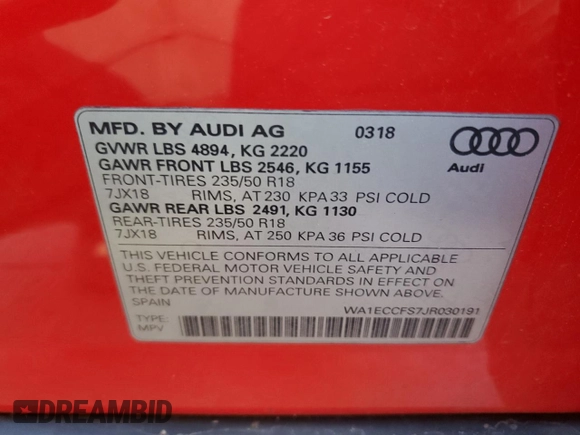 MFD. BY AUDI AG 0318
GVWR LBS 4894, KG 2220
GAWR FRONT LBS 2546, KG 1155
FRONT-TIRES 235/50 R18
7JX18 RIMS, AT 230 KPA 33 PSI COLD
GAWR REAR LBS 2491, KG 1130
REAR-TIRES 235/50 R18
7JX18 RIMS, AT 250 KPA 36 PSI COLD
Audi
THIS VEHICLE CONFORMS TO ALL APPLICABLE
U.S. FEDERAL MOTOR VEHICLE SAFETY AND
THEFT PREVENTION STANDARDS IN EFFECT ON
THE DATE OF MANUFACTURE SHOWN ABOVE.
SPAIN WA1ECCFS7JR030191
TYPE:
MPV
DREAMBID